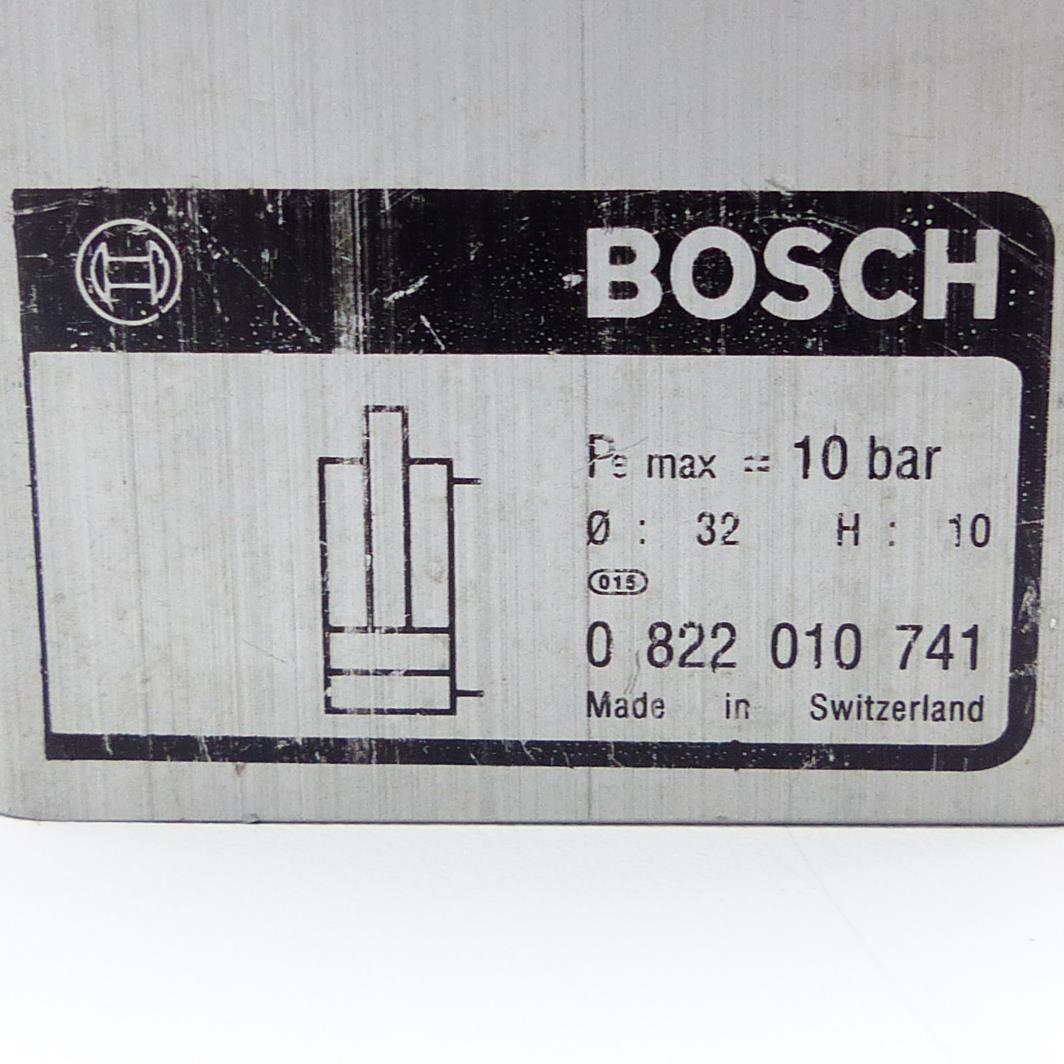 BOSCH
Pe max = 10 bar
Ø : 32 H : 10
015
0 822 010 741
Made in Switzerland